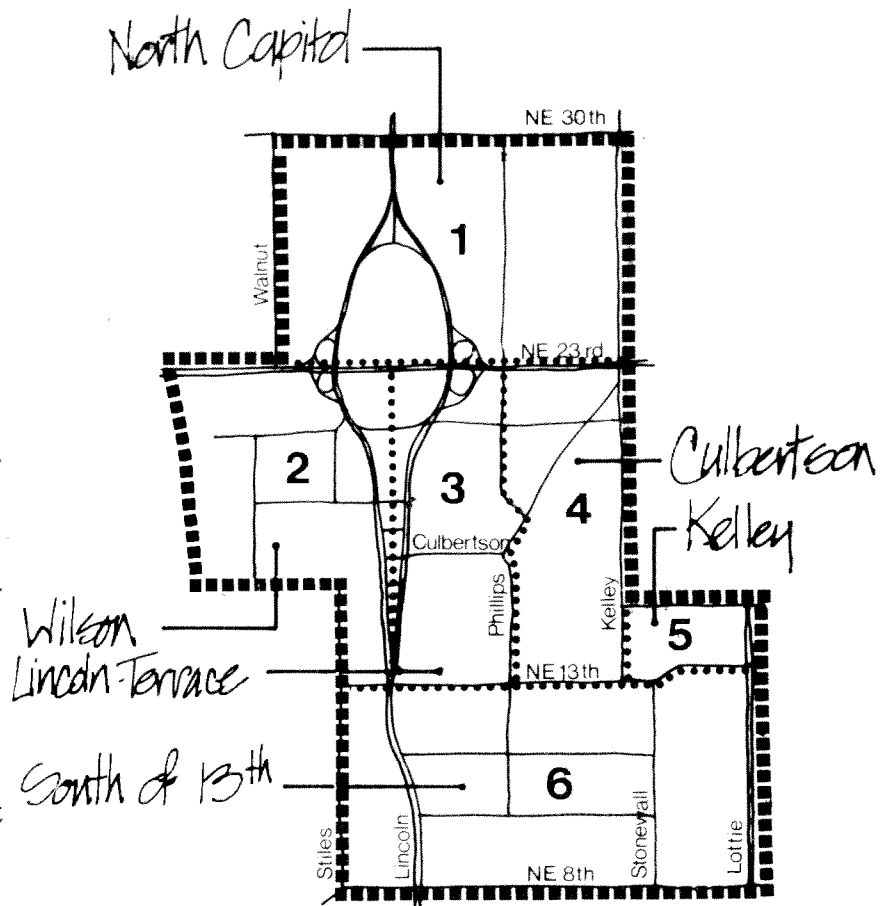 North Capitol
NE 30th
Walnut
1
NE 23rd
2
3
4
Culbertson
Culbertson
Kelley
Phillips
Kelley
5
Wilson
Lincoln-Terrace
NE 13th
South of 13th
6
Stiles
Lincoln
Stonewall
Lottie
NE 8th